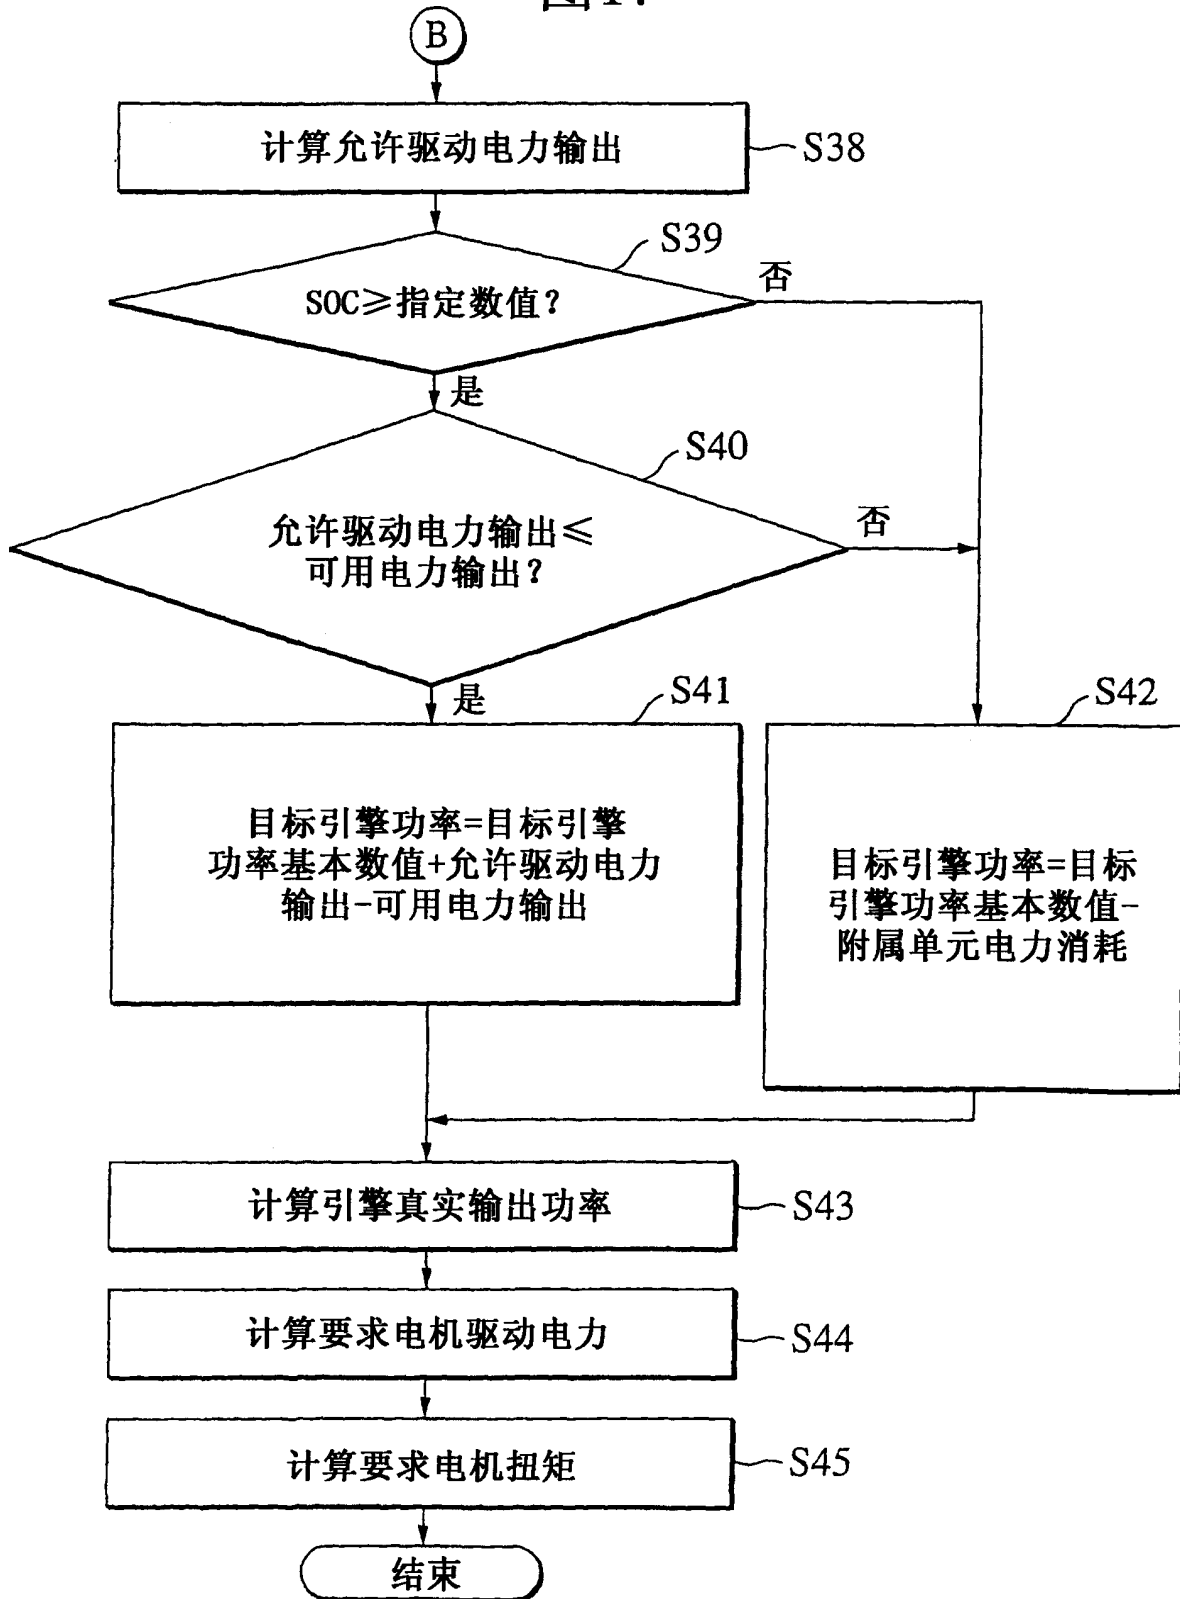 B
计算允许驱动电力输出
S38
S39
SOC≥指定数值?
否
是
S40
允许驱动电力输出≤
可用电力输出?
否
是
S41
目标引擎功率=目标引擎
功率基本数值+允许驱动电力
输出-可用电力输出
S42
目标引擎功率=目标
引擎功率基本数值-
附属单元电力消耗
计算引擎真实输出功率
S43
计算要求电机驱动电力
S44
计算要求电机扭矩
S45
结束